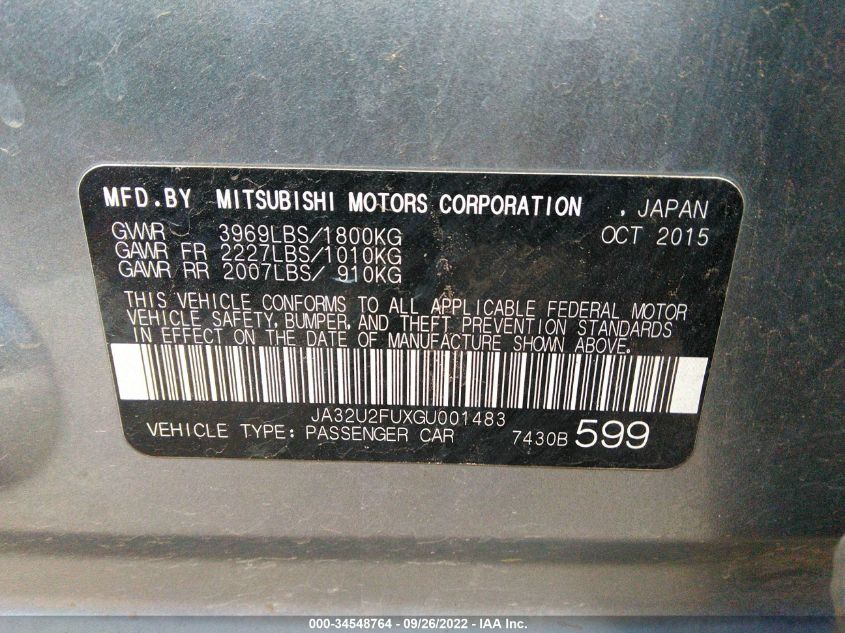 MFD.BY MITSUBISHI MOTORS CORPORATION , JAPAN
GVWR 3969LBS/1800KG OCT 2015
GAWR FR 2227LBS/1010KG
GAWR RR 2007LBS/ 910KG
THIS VEHICLE CONFORMS TO ALL APPLICABLE FEDERAL MOTOR
VEHICLE SAFETY, BUMPER, AND THEFT PREVENTION STANDARDS
IN EFFECT ON THE DATE OF MANUFACTURE SHOWN ABOVE.
JA32U2FUXGU001483
VEHICLE TYPE: PASSENGER CAR 7430B 599
000-34548764 - 09/26/2022 - IAA Inc.